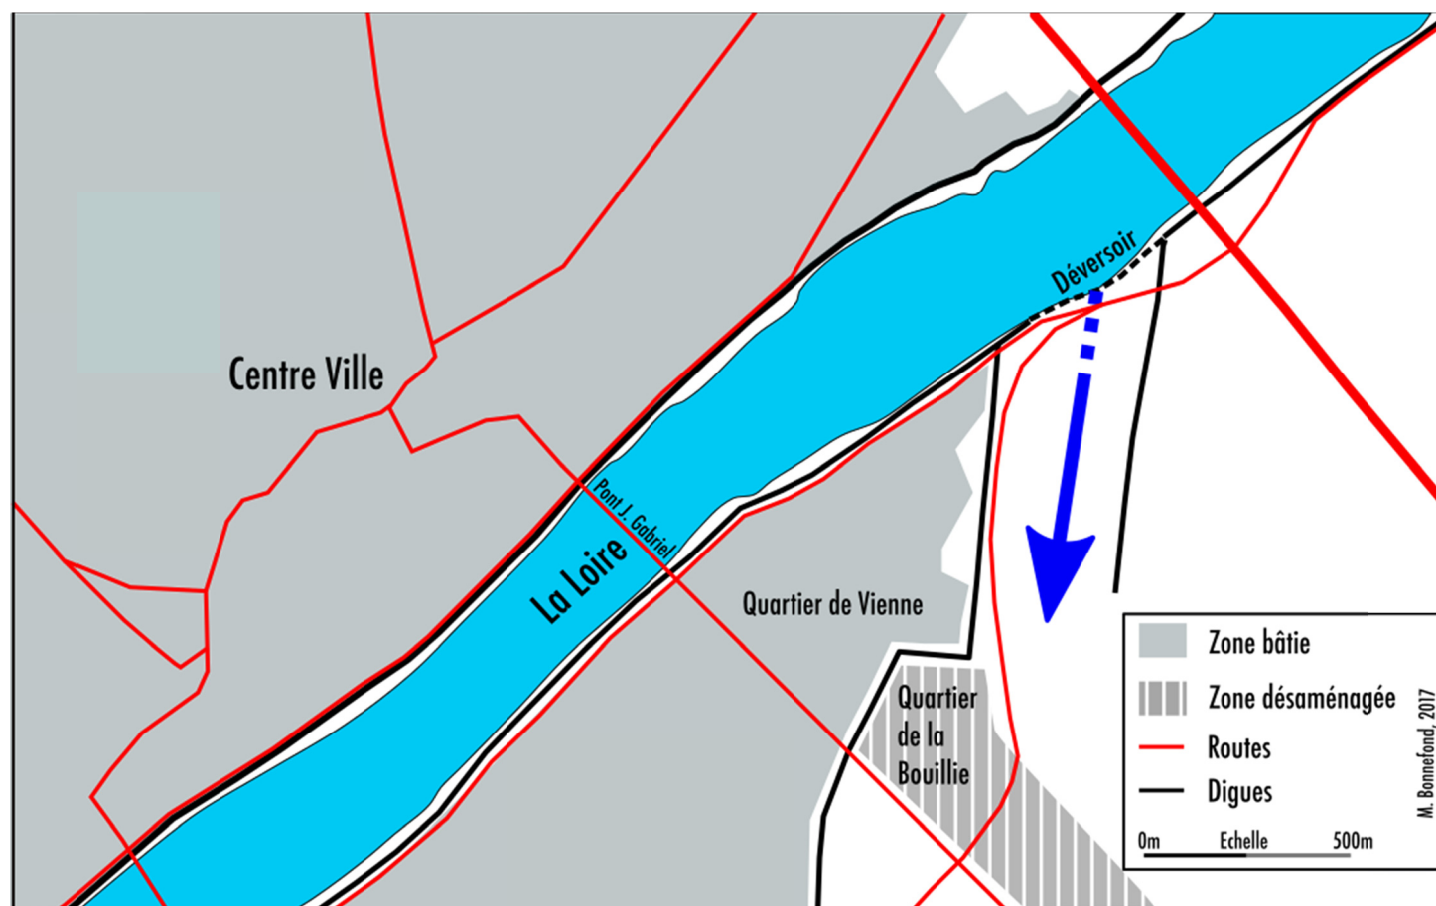 Déversoir
Centre Ville
Pont J. Gabriel
La Loire
Quartier de Vienne
Quartier
de la
Bouillie
Zone bâtie
Zone désaménagée
Routes
Digues
0m Echelle 500m
M. Bonnefond, 2017